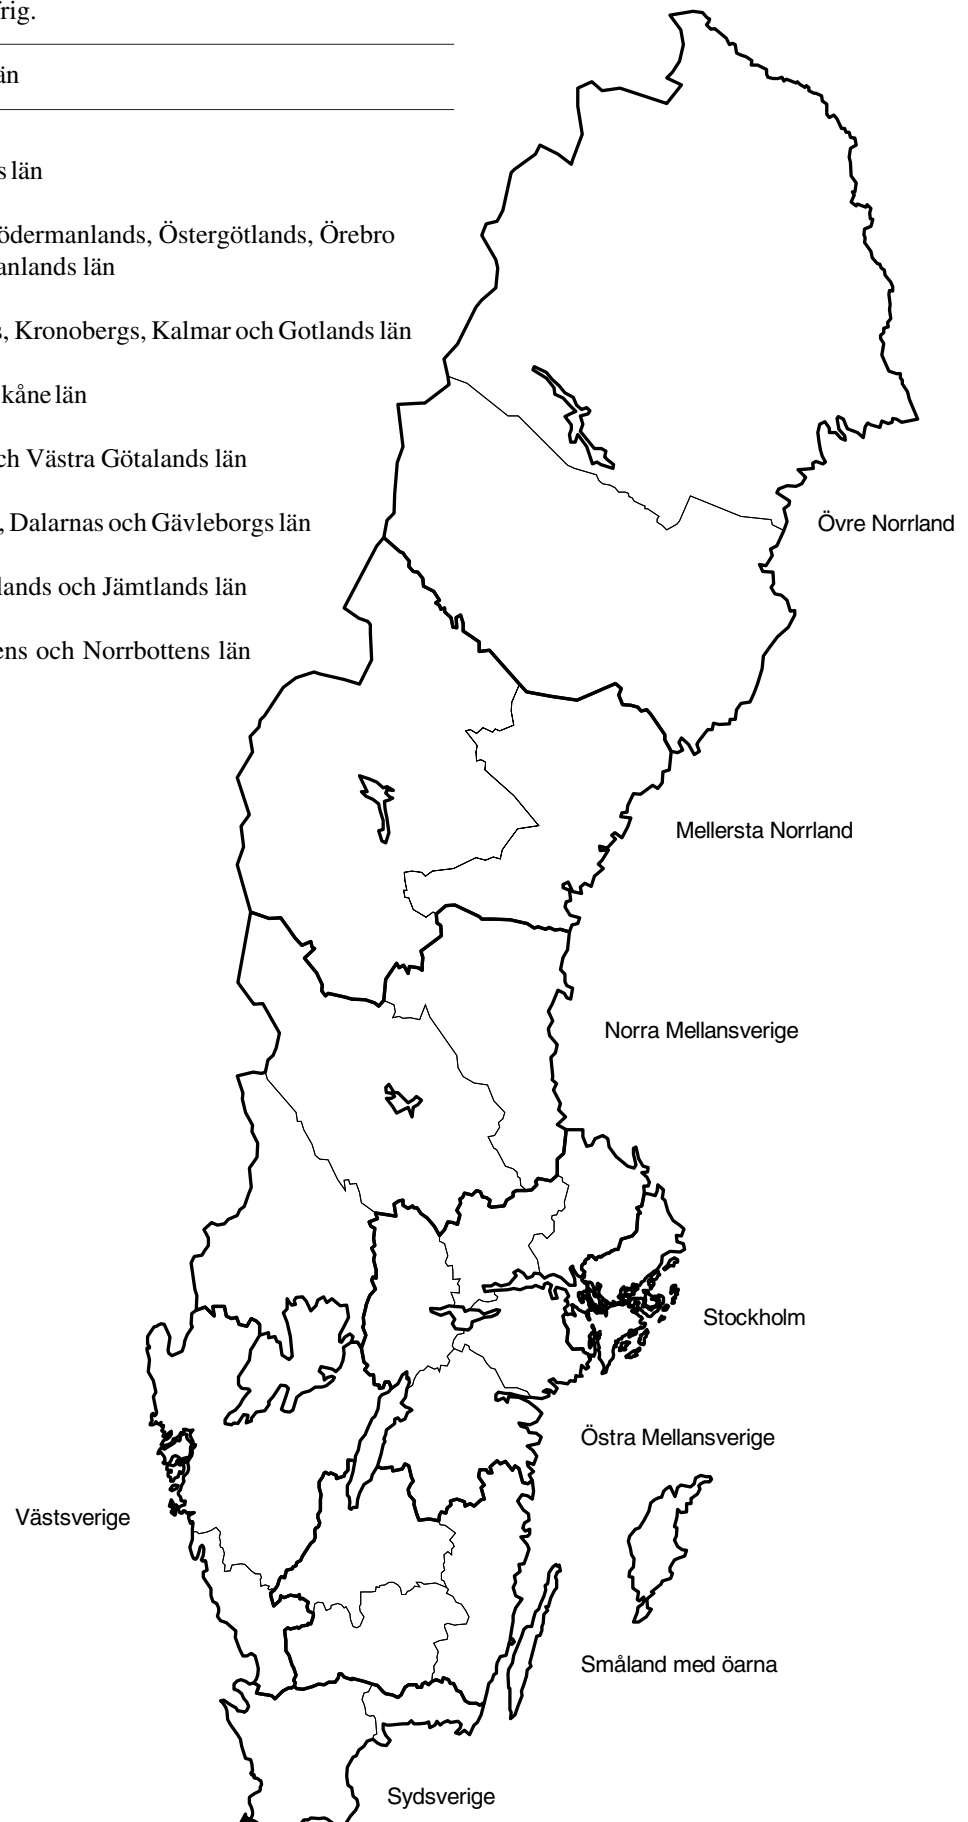 rig.
än
s län
ödermanlands, Östergötlands, Örebro
anlands län
s, Kronobergs, Kalmar och Gotlands län
kåne län
ch Västra Götalands län
, Dalarnas och Gävleborgs län
lands och Jämtlands län
ens och Norrbottens län
Övre Norrland
Mellersta Norrland
Norra Mellansverige
Stockholm
Östra Mellansverige
Västsverige
Småland med öarna
Sydsverige